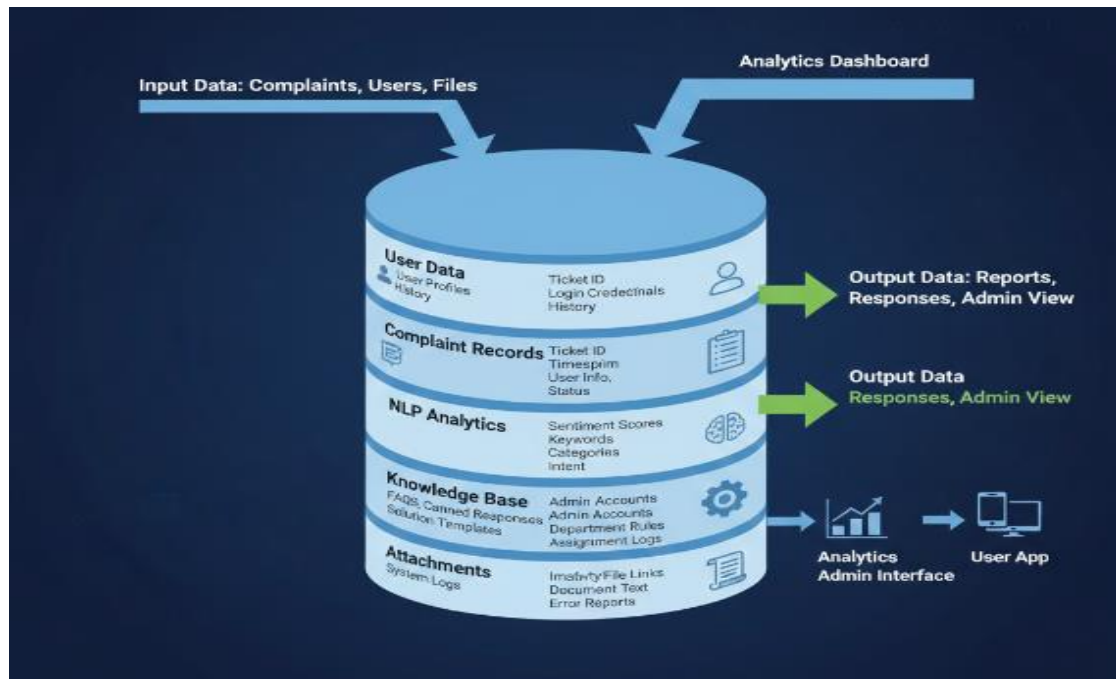 Analytics Dashboard
Input Data: Complaints, Users, Files
User Data
User Profiles
History
Ticket ID
Login Credecinals
History
Output Data: Reports,
Responses, Admin View
Complaint Records
Ticket ID
Timesprim
User Info,
Status
Output Data
Responses, Admin View
NLP Analytics
Sentiment Scores
Keywords
Categories
Intent
Knowledge Base
FAQS, Canned Responses
Solution Templates
Admin Accounts
Admin Accounts
Department Rules
Assignment Logs
Analytics
Admin Interface
User App
Attachments
System Logs
File Links
Document Text
Error Reports